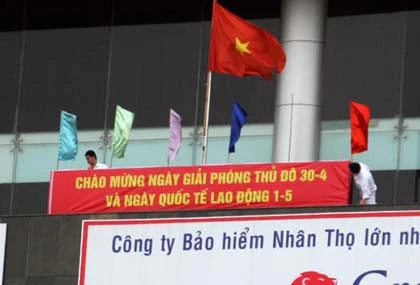 CHÀO MỪNG NGÀY GIẢI PHÓNG THỦ ĐÔ 30-4
VÀ NGÀY QUỐC TẾ LAO ĐỘNG 1-5
Công ty Bảo hiểm Nhân Thọ lớn